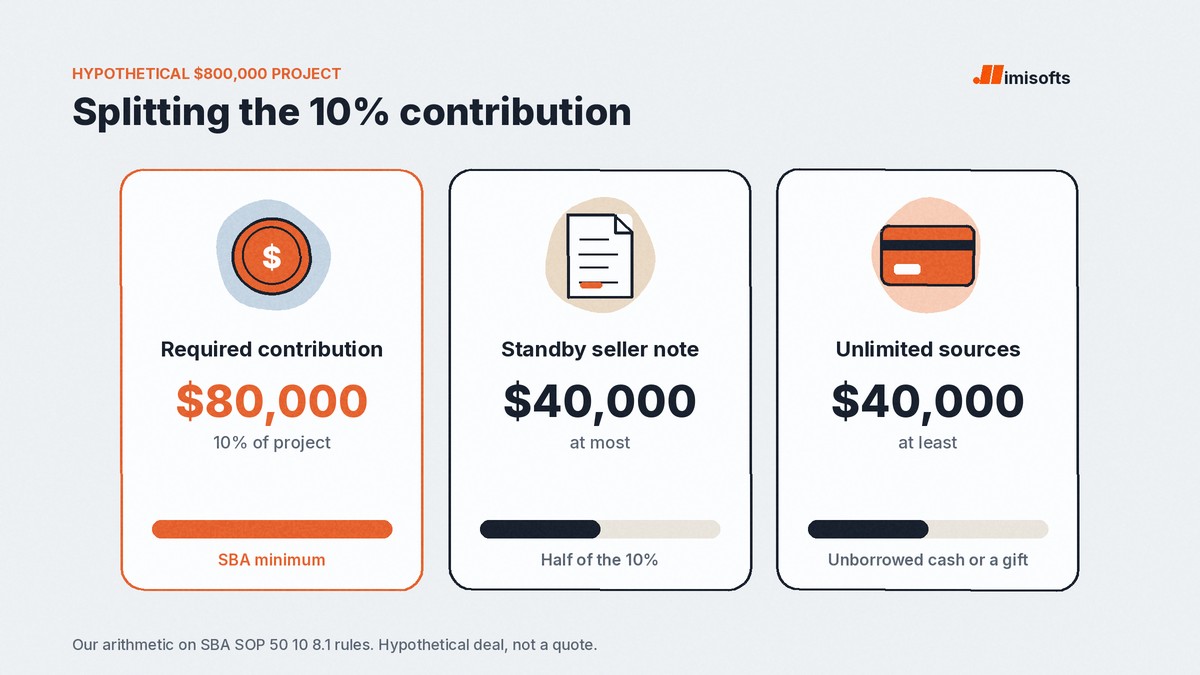 HYPOTHETICAL $800,000 PROJECT
imisofts
Splitting the 10% contribution
$
Required contribution
$80,000
10% of project
SBA minimum
Standby seller note
$40,000
at most
Half of the 10%
Unlimited sources
$40,000
at least
Unborrowed cash or a gift
Our arithmetic on SBA SOP 50 10 8.1 rules. Hypothetical deal, not a quote.